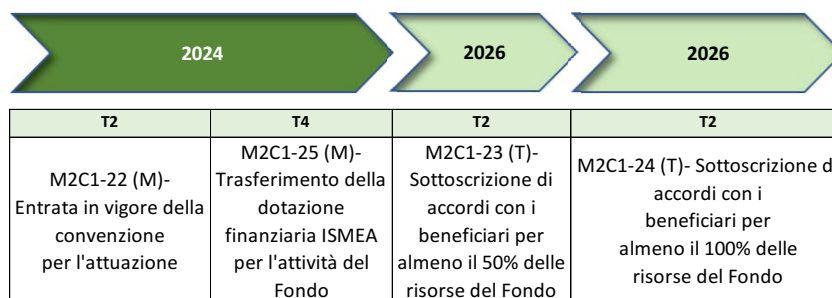 2024
2026
2026
T2
T4
T2
T2
M2C1-22 (M)-
Entrata in vigore della
convenzione
per l'attuazione
M2C1-25 (M)-
Trasferimento della
dotazione
finanziaria ISMEA
per l'attività del
Fondo
M2C1-23 (T)-
Sottoscrizione di
accordi con i
beneficiari per
almeno il 50% delle
risorse del Fondo
M2C1-24 (T)- Sottoscrizione d
accordi con i
beneficiari per
almeno il 100% delle
risorse del Fondo